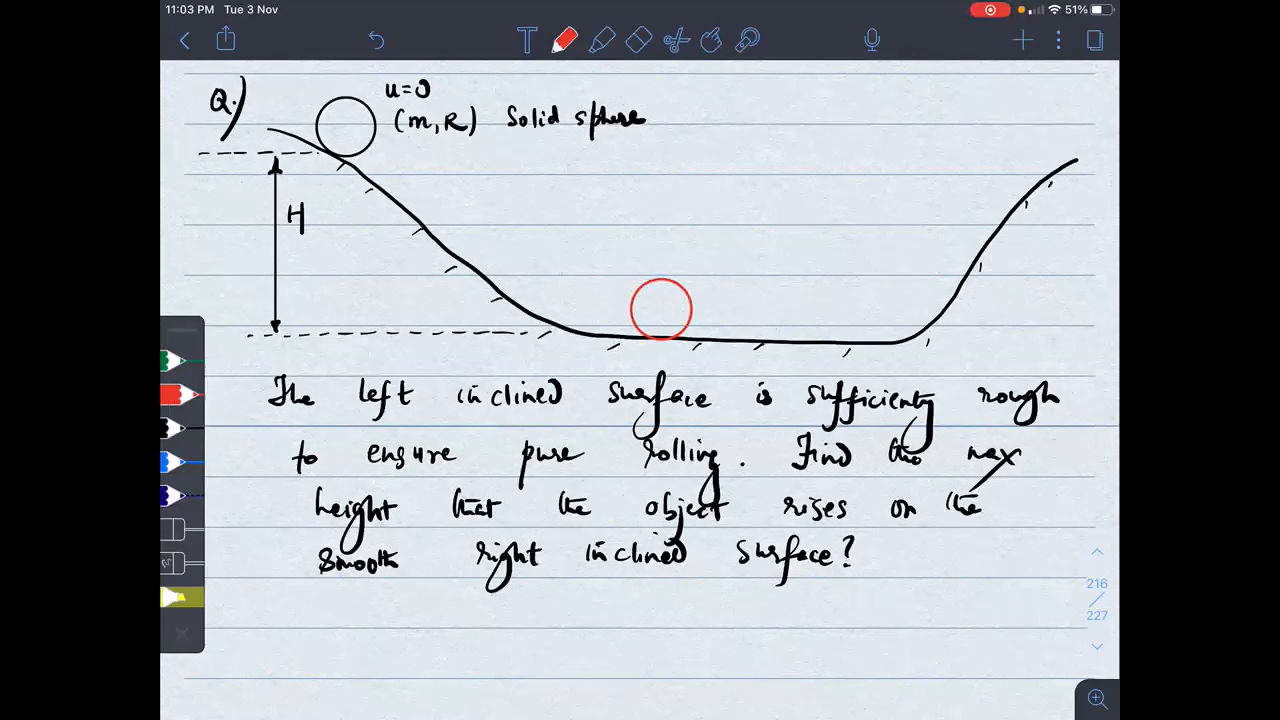 11:03 PM Tue 3 Nov
51%
Q.)
u=0
(m,R) Solid sphere
H
The left inclined surface is sufficienty rough
to ensure pure rolling. Find the max
height that the object rises on the
smooth right inclined surface?
216
227